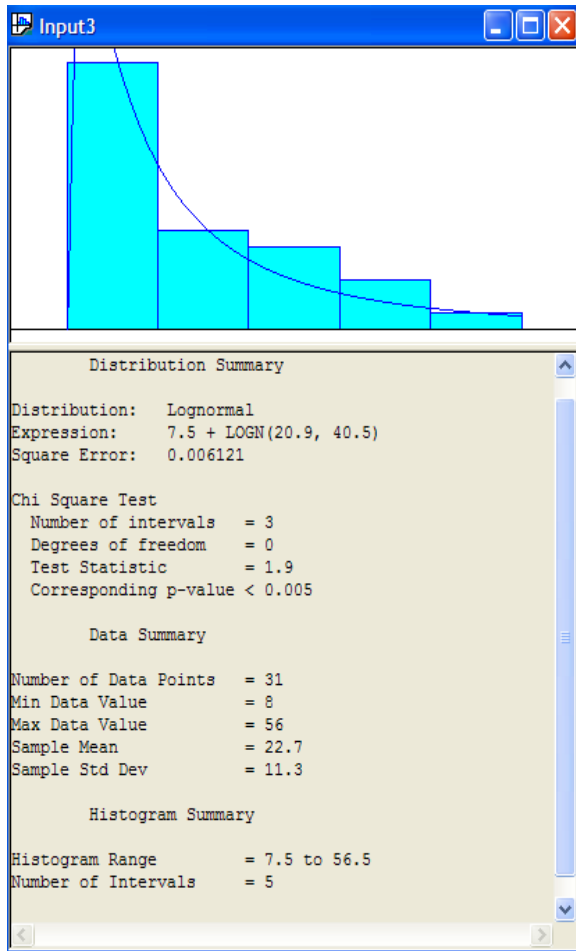 Input3
Distribution Summary
Distribution: Lognormal
Expression: 7.5 + LOGN(20.9, 40.5)
Square Error: 0.006121
Chi Square Test
Number of intervals = 3
Degrees of freedom = 0
Test Statistic = 1.9
Corresponding p-value < 0.005
Data Summary
Number of Data Points = 31
Min Data Value = 8
Max Data Value = 56
Sample Mean = 22.7
Sample Std Dev = 11.3
Histogram Summary
Histogram Range = 7.5 to 56.5
Number of Intervals = 5